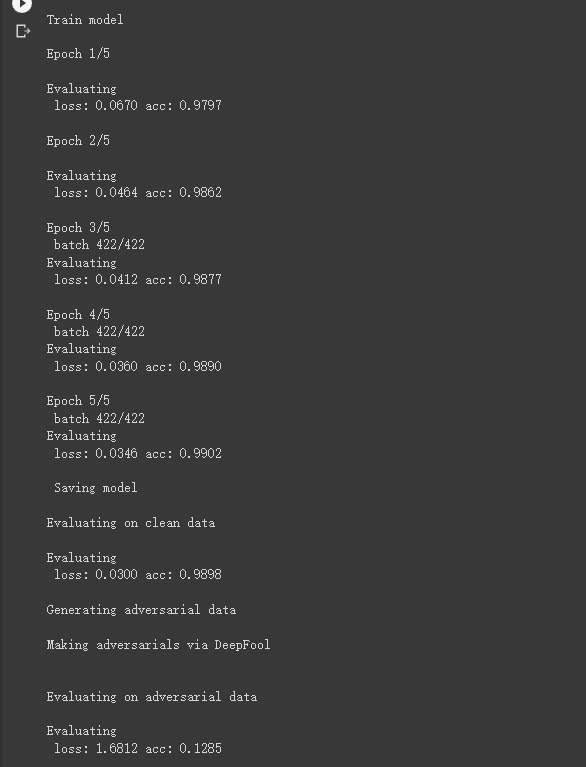 Train model
Epoch 1/5
Evaluating
loss: 0.0670 acc: 0.9797
Epoch 2/5
Evaluating
loss: 0.0464 acc: 0.9862
Epoch 3/5
batch 422/422
Evaluating
loss: 0.0412 acc: 0.9877
Epoch 4/5
batch 422/422
Evaluating
loss: 0.0360 acc: 0.9890
Epoch 5/5
batch 422/422
Evaluating
loss: 0.0346 acc: 0.9902
Saving model
Evaluating on clean data
Evaluating
loss: 0.0300 acc: 0.9898
Generating adversarial data
Making adversarials via DeepFool
Evaluating on adversarial data
Evaluating
loss: 1.6812 acc: 0.1285